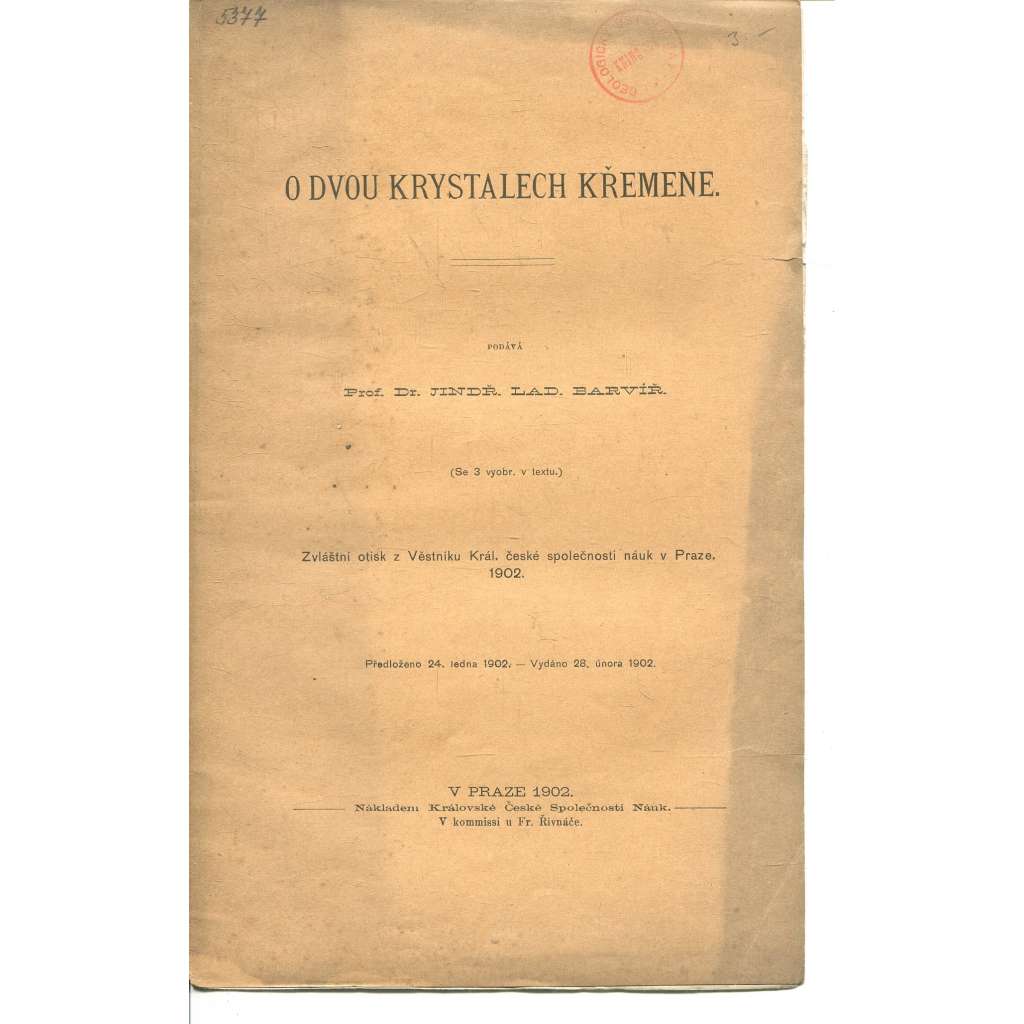 5377
3.–
O DVOU KRYSTALECH KŘEMENE.
PODÁVÁ
Prof. Dr. JINDŘ. LAD. BARVÍŘ.
(Se 3 vyobr. v textu.)
Zvláštní otisk z Věstníku Král. české společnosti náuk v Praze.
1902.
Předloženo 24. ledna 1902. — Vydáno 28. února 1902.
V PRAZE 1902.
Nákladem Královské České Společnosti Náuk.
V kommissi u Fr. Řivnáče.